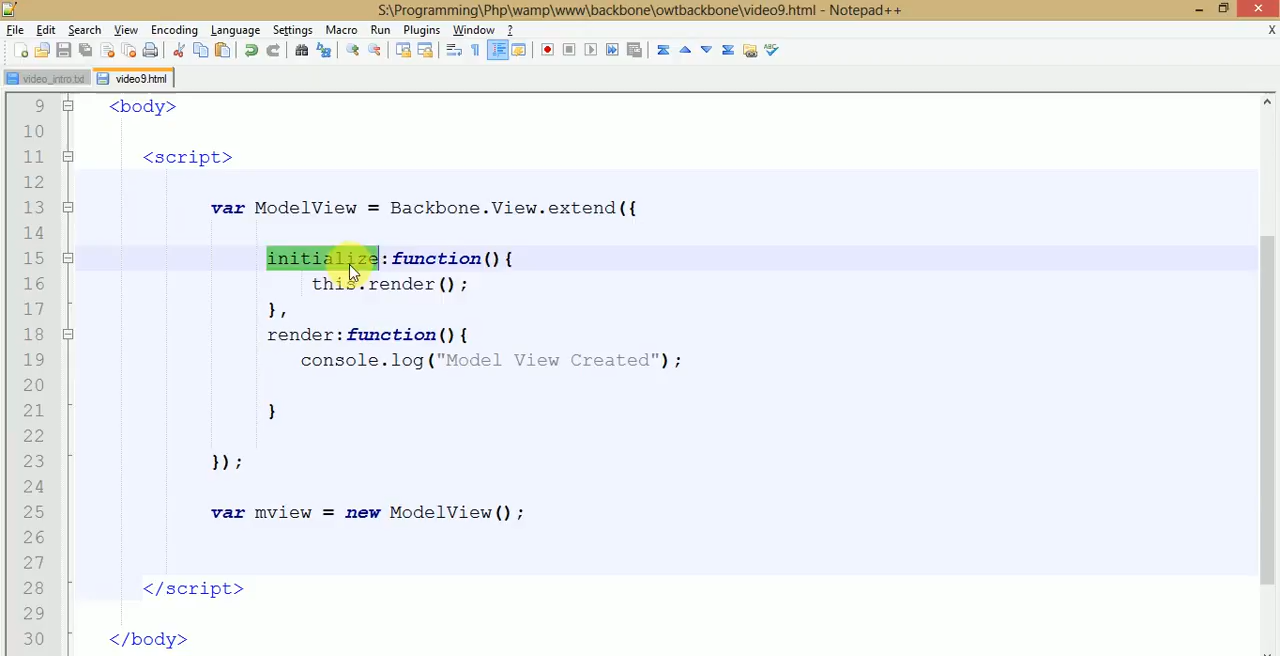 S:\Programming\Php\wamp\www\backbone\owtbackbone\video9.html - Notepad++
File Edit Search View Encoding Language Settings Macro Run Plugins Window ? X
video_intro.txt video9.html
9 <body>
10
11 <script>
12
13 var ModelView = Backbone.View.extend({
14
15 initialize:function(){
16 this.render();
17 },
18 render:function(){
19 console.log("Model View Created");
20
21 }
22
23 });
24
25 var mview = new ModelView();
26
27
28 </script>
29
30 </body>